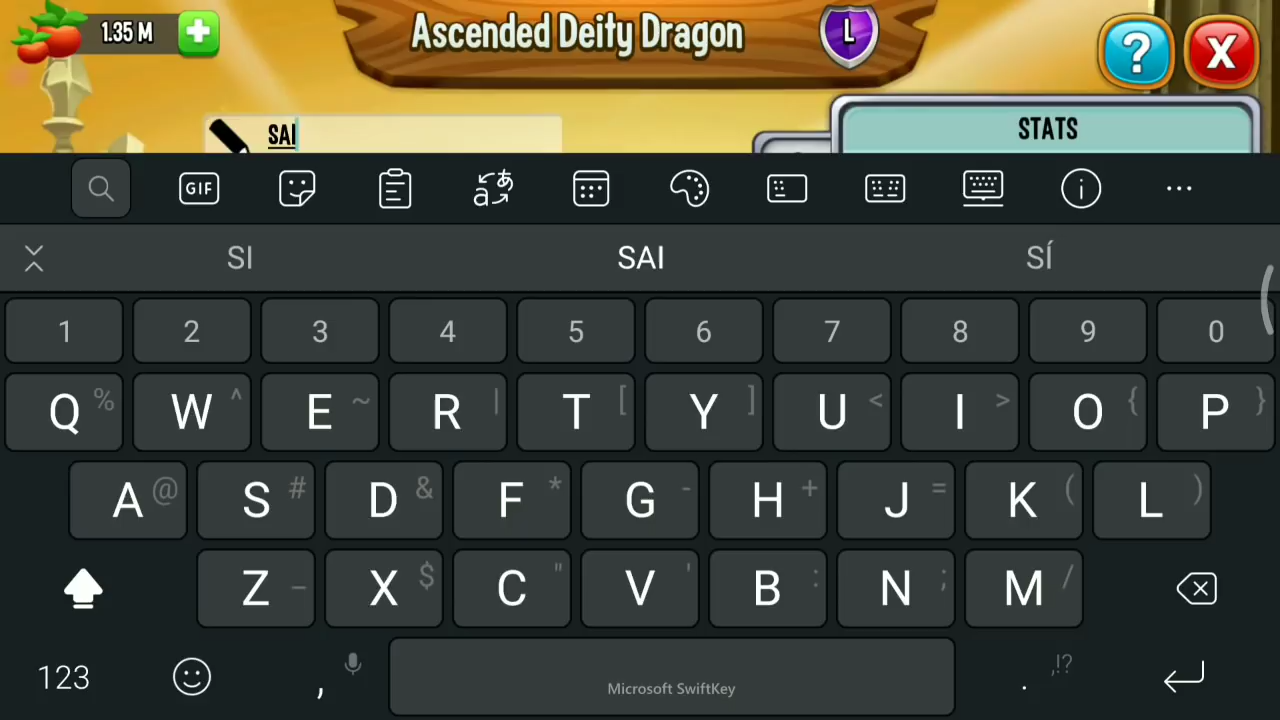 1.35 M
Ascended Deity Dragon
L
?
X
SAI
STATS
GIF
SI SAI SÍ
1 2 3 4 5 6 7 8 9 0
Q % W ^ E ~ R | T [ Y ] U < I > O { P }
A @ S # D & F * G - H + J = K ( L )
Z _ X $ C " V ' B : N ; M /
123 , Microsoft SwiftKey . ,!?